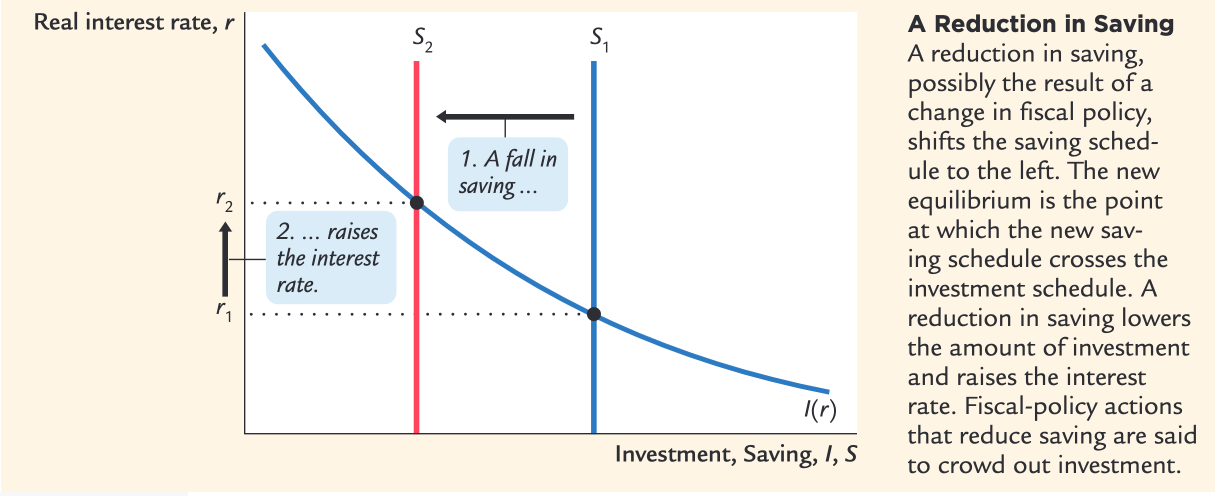 Real interest rate, r
S2
S1
1. A fall in
saving ...
r2
2. ... raises
the interest
rate.
r1
I(r)
Investment, Saving, I, S
A Reduction in Saving
A reduction in saving,
possibly the result of a
change in fiscal policy,
shifts the saving sched-
ule to the left. The new
equilibrium is the point
at which the new sav-
ing schedule crosses the
investment schedule. A
reduction in saving lowers
the amount of investment
and raises the interest
rate. Fiscal-policy actions
that reduce saving are said
to crowd out investment.